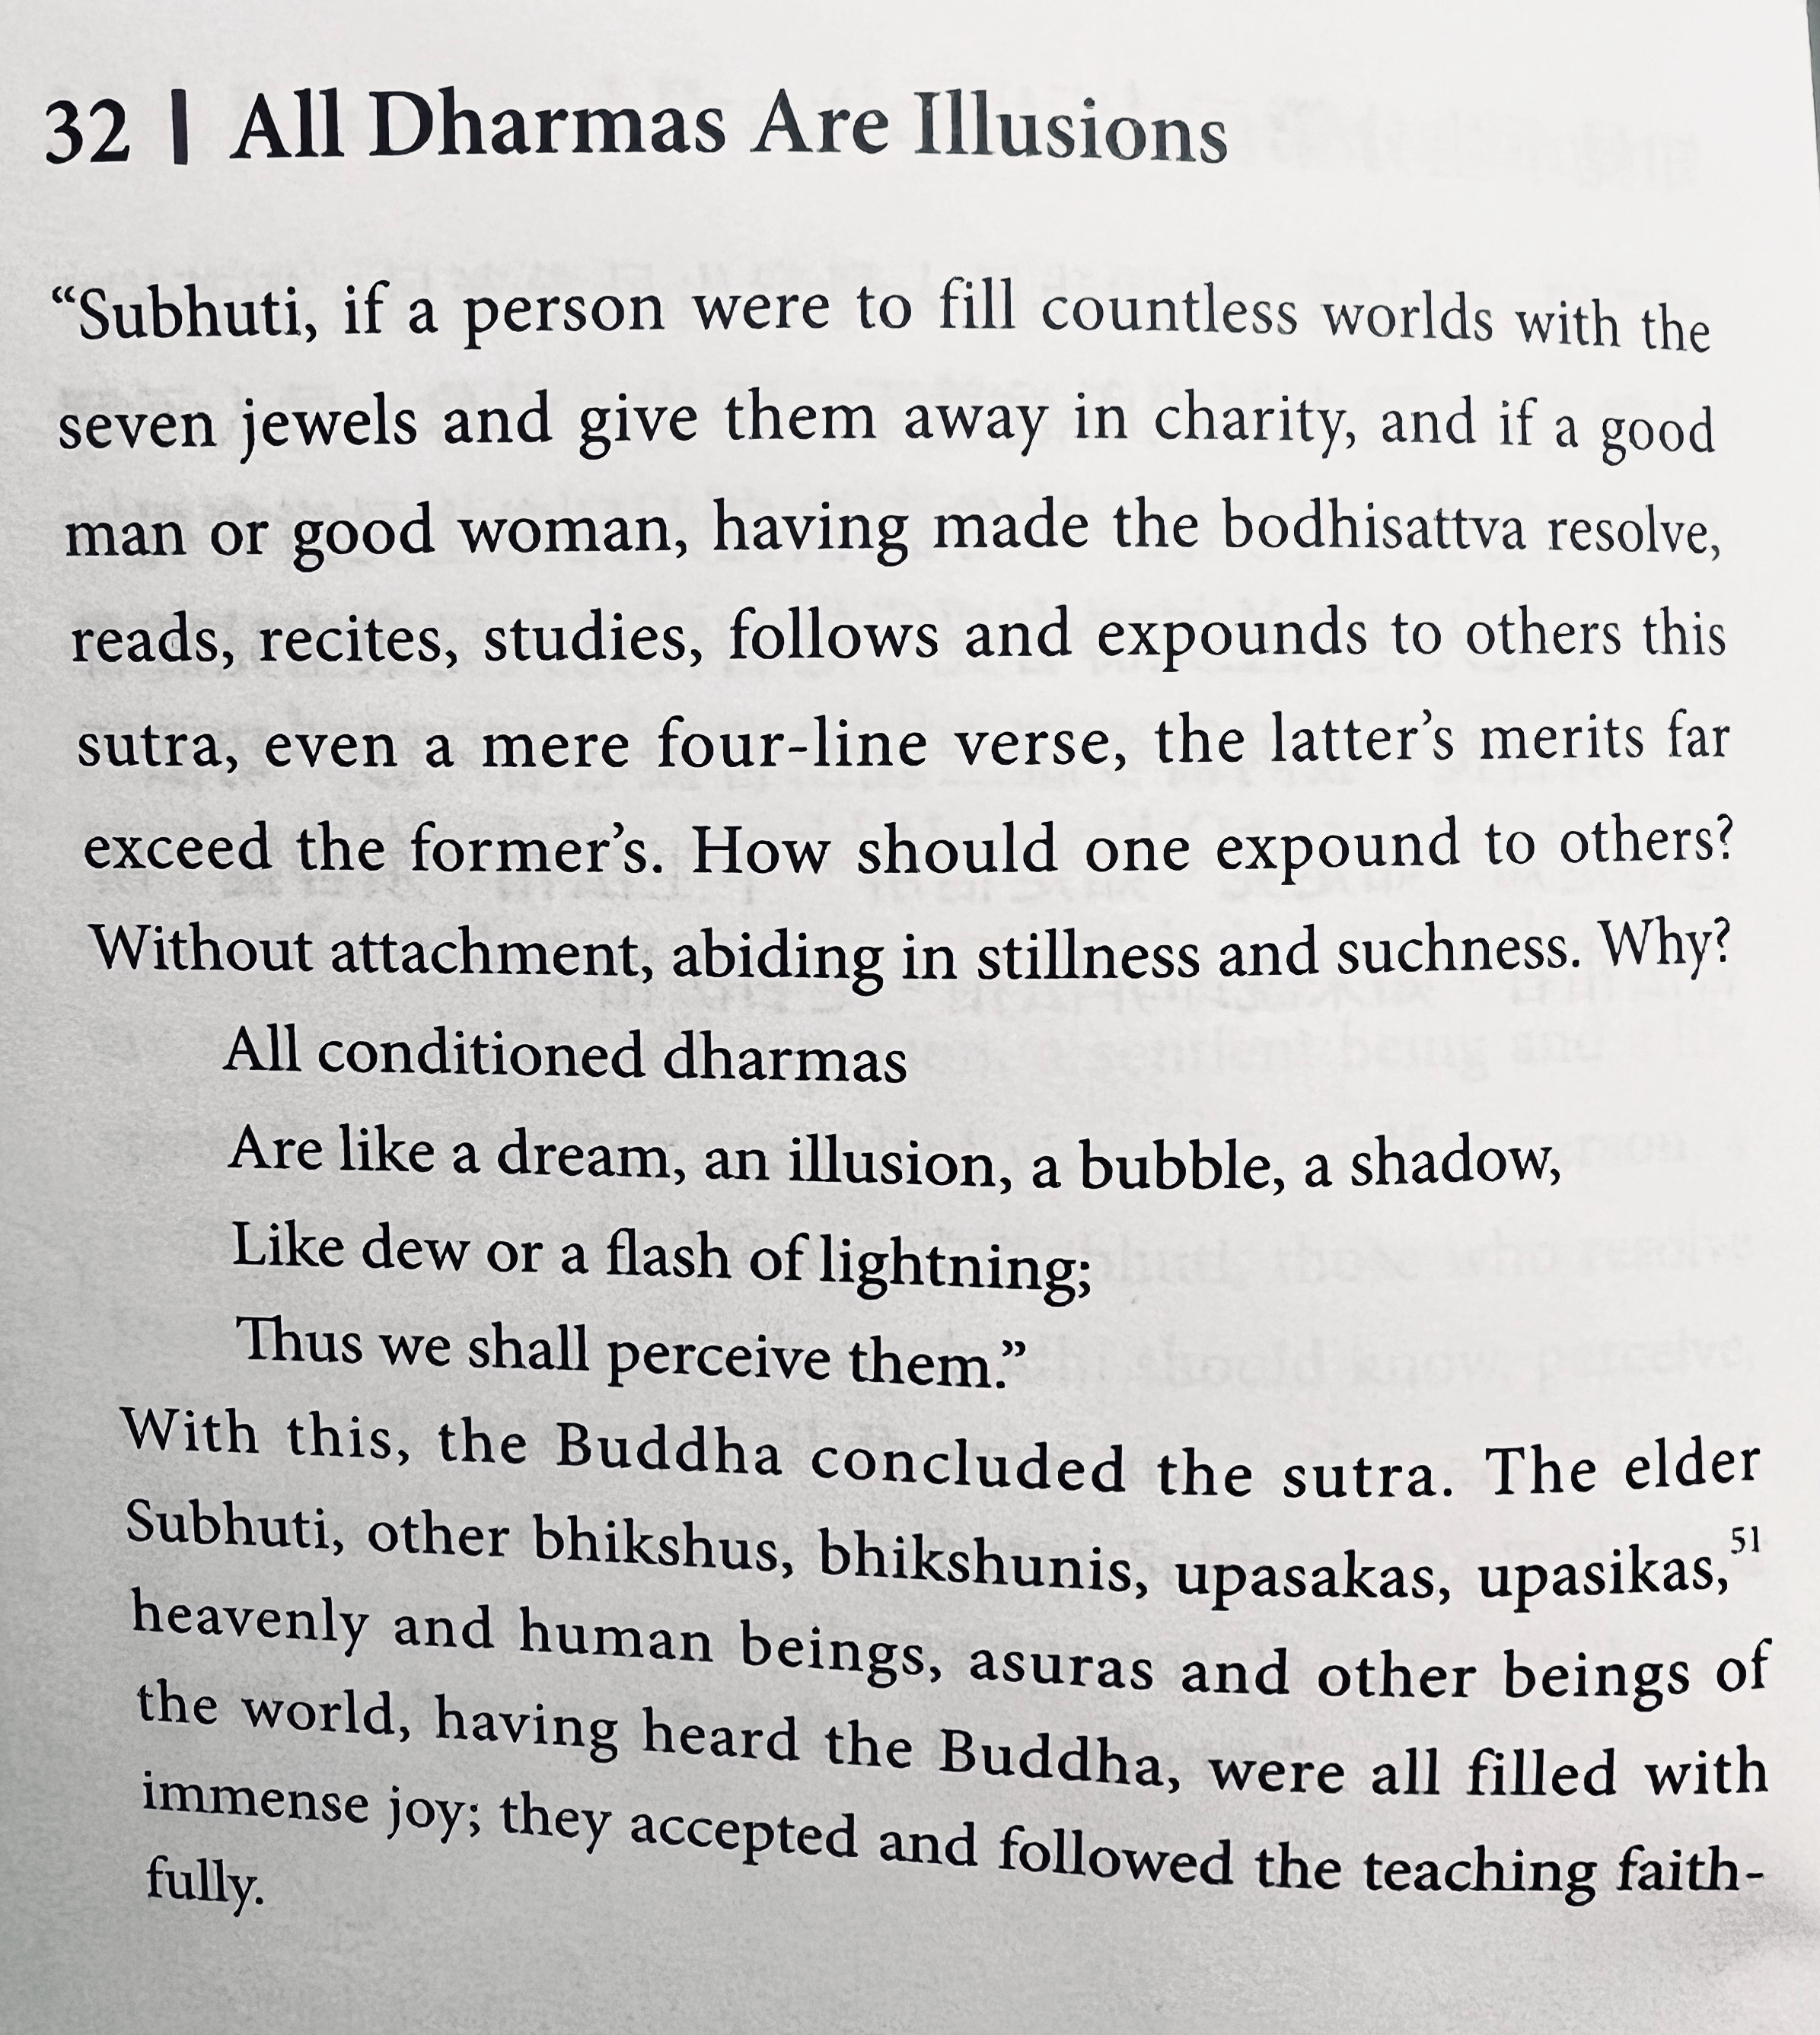 32 | All Dharmas Are Illusions
“Subhuti, if a person were to fill countless worlds with the
seven jewels and give them away in charity, and if a good
man or good woman, having made the bodhisattva resolve,
reads, recites, studies, follows and expounds to others this
sutra, even a mere four-line verse, the latter’s merits far
exceed the former’s. How should one expound to others?
Without attachment, abiding in stillness and suchness. Why?
All conditioned dharmas
Are like a dream, an illusion, a bubble, a shadow,
Like dew or a flash of lightning;
Thus we shall perceive them.”
With this, the Buddha concluded the sutra. The elder
Subhuti, other bhikshus, bhikshunis, upasakas, upasikas,51
heavenly and human beings, asuras and other beings of
the world, having heard the Buddha, were all filled with
immense joy; they accepted and followed the teaching faith-
fully.